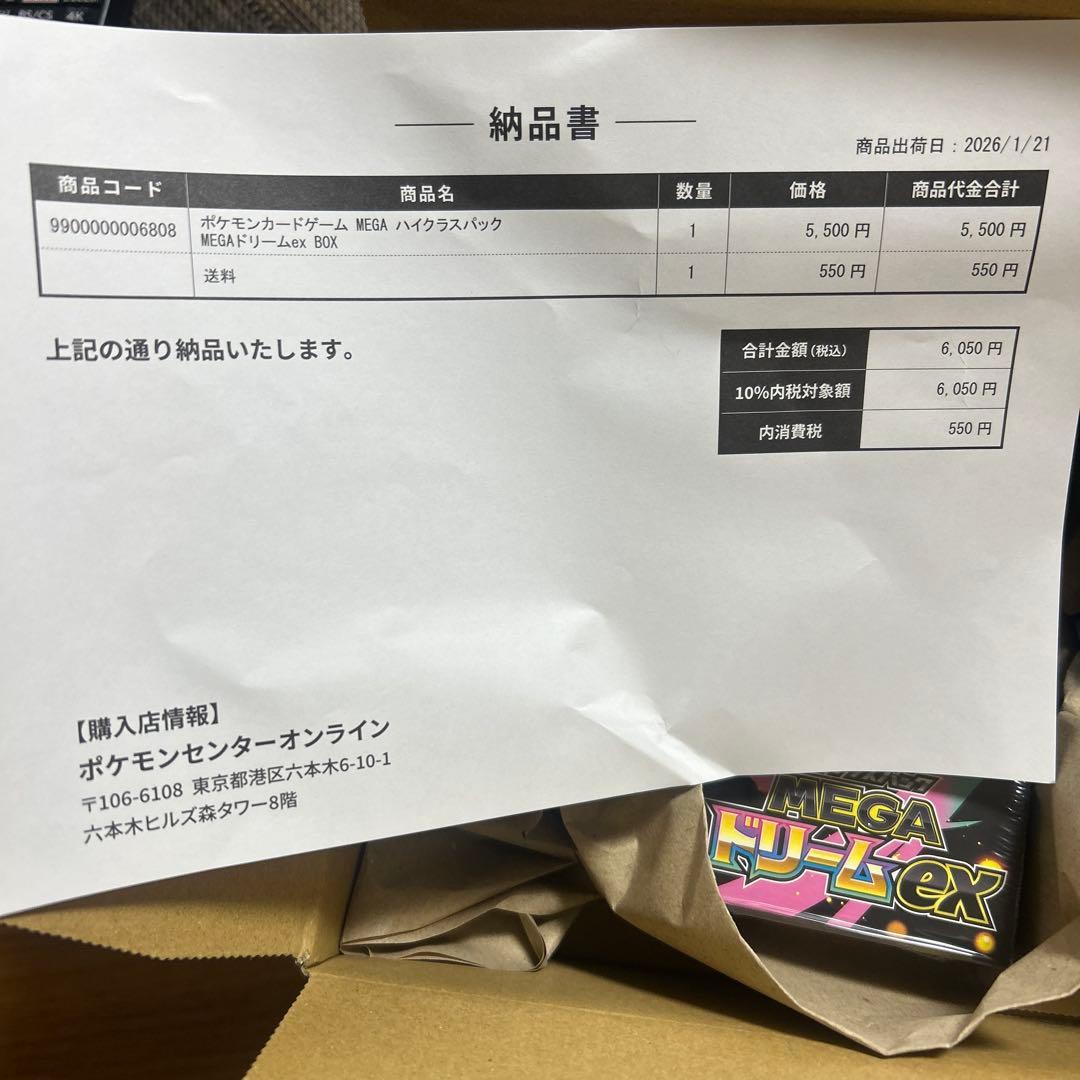 BS/CS 4K
納品書
商品出荷日：2026/1/21
商品コード 商品名 数量 価格 商品代金合計
9900000006808 ポケモンカードゲーム MEGA ハイクラスパック 1 5,500 円 5,500 円
MEGAドリームex BOX
送料 1 550 円 550 円
上記の通り納品いたします。
合計金額(税込) 6,050 円
10%内税対象額 6,050 円
内消費税 550 円
【購入店情報】
ポケモンセンターオンライン
〒106-6108 東京都港区六本木6-10-1
六本木ヒルズ森タワー8階
MEGA
ドリームex